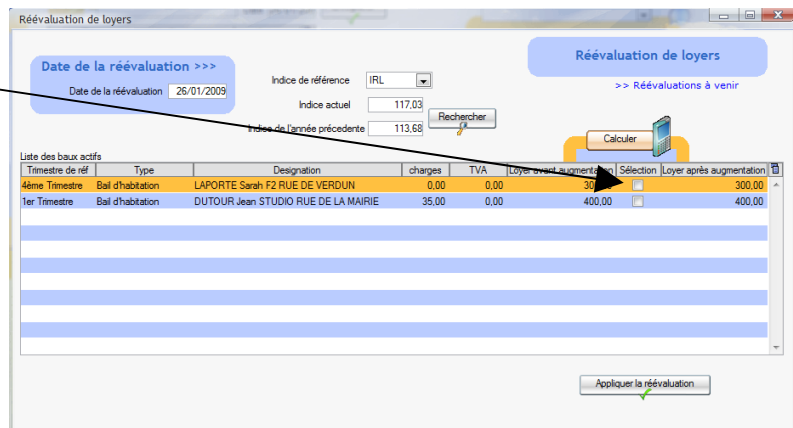 Réévaluation de loyers
Date de la réévaluation >>>
Date de la réévaluation 26/01/2009
Indice de référence IRL
Indice actuel 117,03
Indice de l'année précedente 113,68
Rechercher
Réévaluation de loyers
>> Réévaluations à venir
Calculer
Liste des baux actifs
Trimestre de réf Type Designation charges TVA Loyer avant augmentation Sélection Loyer après augmentation
4ème Trimestre Bail d'habitation LAPORTE Sarah F2 RUE DE VERDUN 0,00 0,00 300,00
1er Trimestre Bail d'habitation DUTOUR Jean STUDIO RUE DE LA MAIRIE 35,00 0,00 400,00 400,00
Appliquer la réévaluation